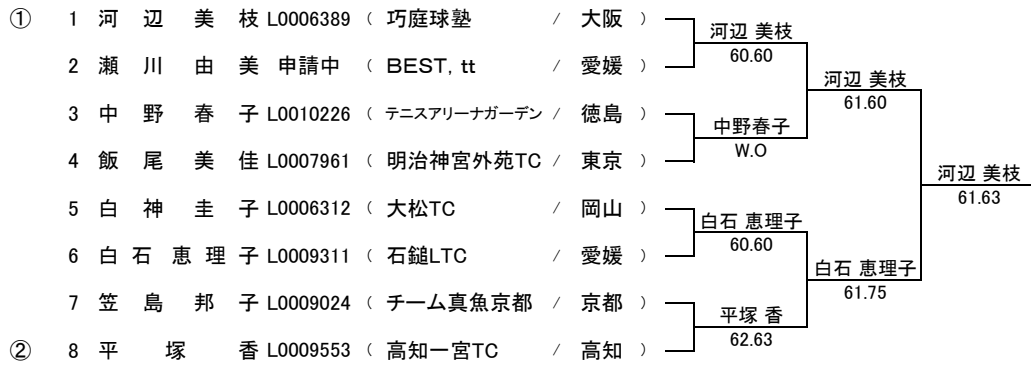 ① 1 河辺美枝 L0006389 ( 巧庭球塾 / 大阪 )
2 瀬川由美 申請中 ( BEST, tt / 愛媛 )
3 中野春子 L0010226 ( テニスアリーナガーデン / 徳島 )
4 飯尾美佳 L0007961 ( 明治神宮外苑TC / 東京 )
5 白神圭子 L0006312 ( 大松TC / 岡山 )
6 白石恵理子 L0009311 ( 石鎚LTC / 愛媛 )
7 笠島邦子 L0009024 ( チーム真魚京都 / 京都 )
② 8 平塚香 L0009553 ( 高知一宮TC / 高知 )
河辺 美枝
60.60
中野春子
W.O
白石 恵理子
60.60
平塚 香
62.63
河辺 美枝
61.60
白石 恵理子
61.75
河辺 美枝
61.63